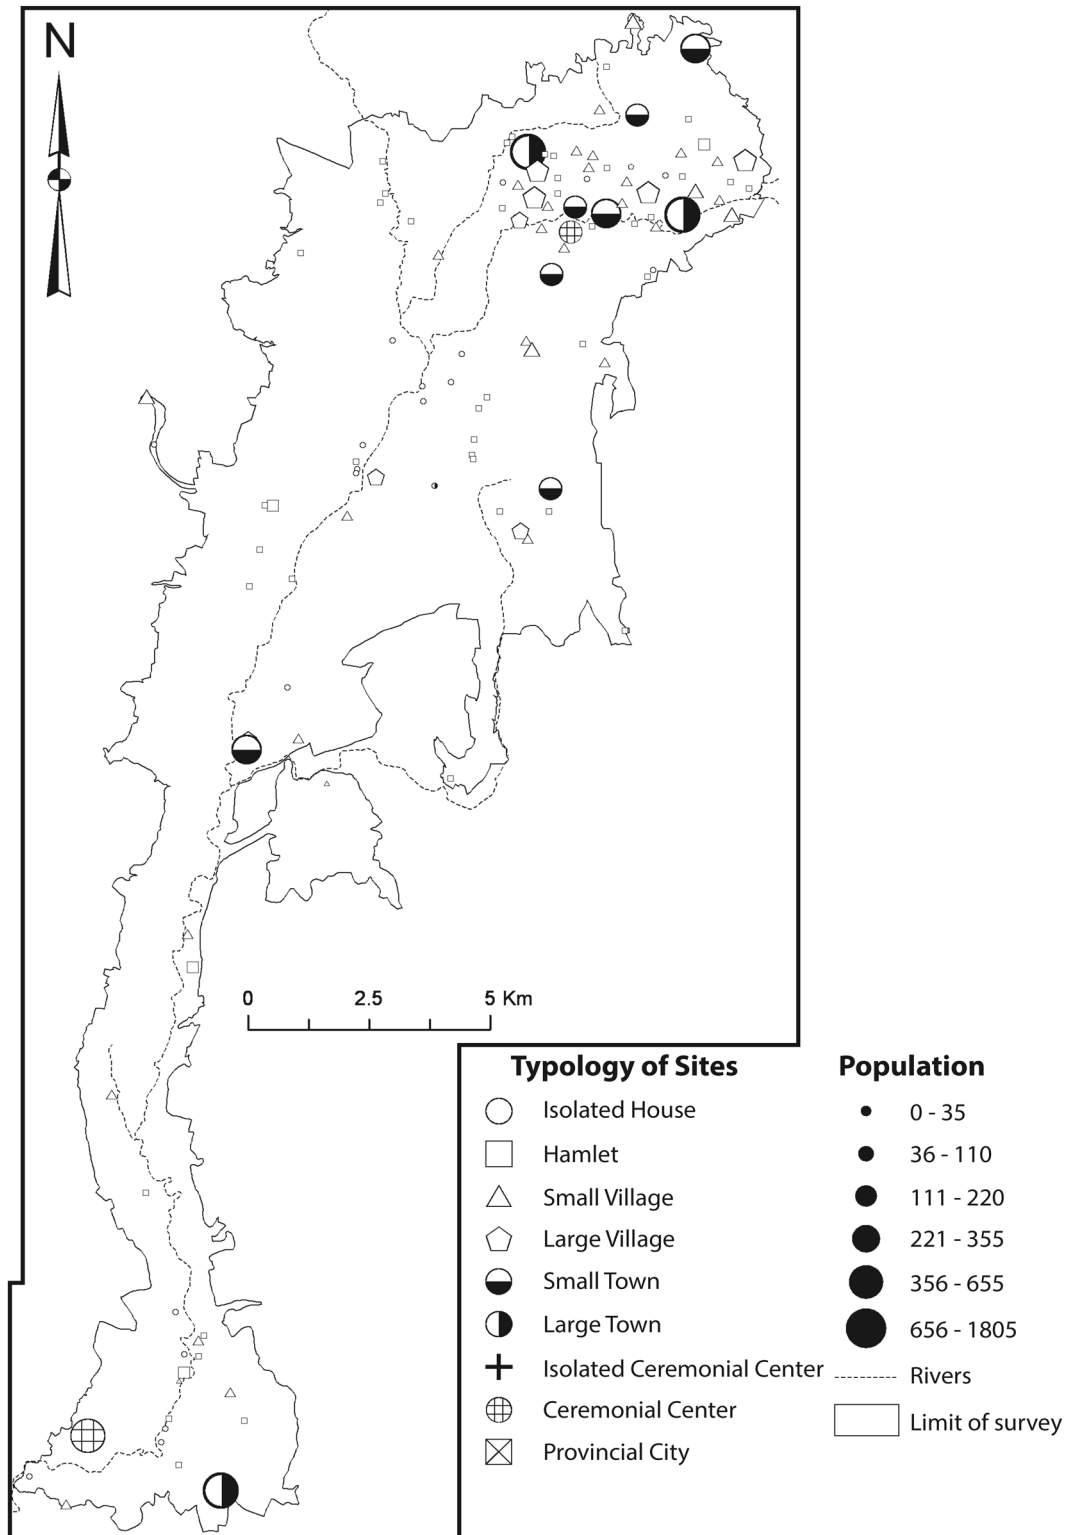 N
0 2.5 5 Km
Typology of Sites
Isolated House
Hamlet
Small Village
Large Village
Small Town
Large Town
Isolated Ceremonial Center
Ceremonial Center
Provincial City
Population
0 - 35
36 - 110
111 - 220
221 - 355
356 - 655
656 - 1805
Rivers
Limit of survey